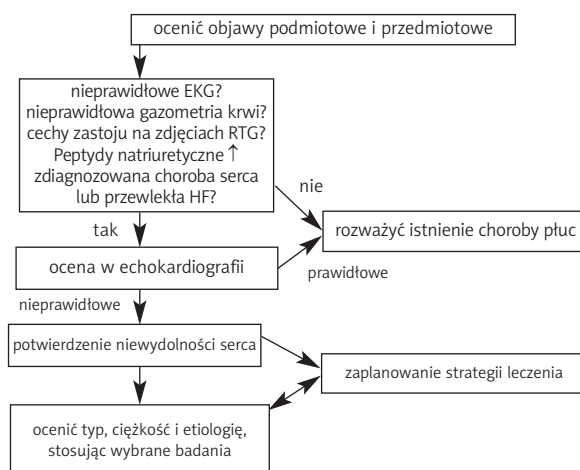 ocenić objawy podmiotowe i przedmiotowe
nieprawidłowe EKG?
nieprawidłowa gazometria krwi?
cechy zastoju na zdjęciach RTG?
Peptydy natriuretyczne ↑
zdiagnozowana choroba serca
lub przewlekła HF?
nie
tak
rozważyć istnienie choroby płuc
ocena w echokardiografii
prawidłowe
nieprawidłowe
potwierdzenie niewydolności serca
zaplanowanie strategii leczenia
ocenić typ, ciężkość i etiologię,
stosując wybrane badania